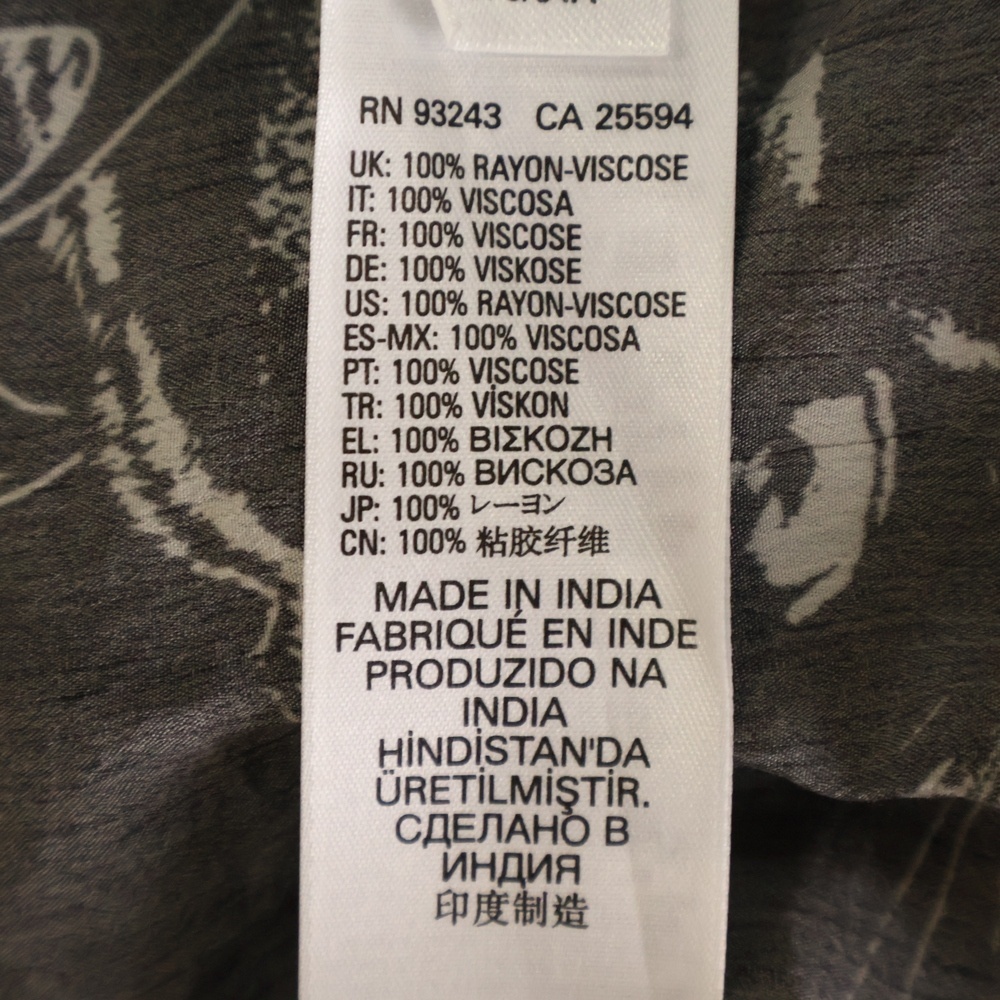 RN 93243 CA 25594
UK: 100% RAYON-VISCOSE
IT: 100% VISCOSA
FR: 100% VISCOSE
DE: 100% VISKOSE
US: 100% RAYON-VISCOSE
ES-MX: 100% VISCOSA
PT: 100% VISCOSE
TR: 100% VİSKON
EL: 100% ΒΙΣΚΟΖΗ
RU: 100% ВИСКОЗА
JP: 100% レーヨン
CN: 100% 粘胶纤维
MADE IN INDIA
FABRIQUÉ EN INDE
PRODUZIDO NA
INDIA
HİNDİSTAN'DA
ÜRETİLMİŞTİR.
СДЕЛАНО В
ИНДИЯ
印度制造